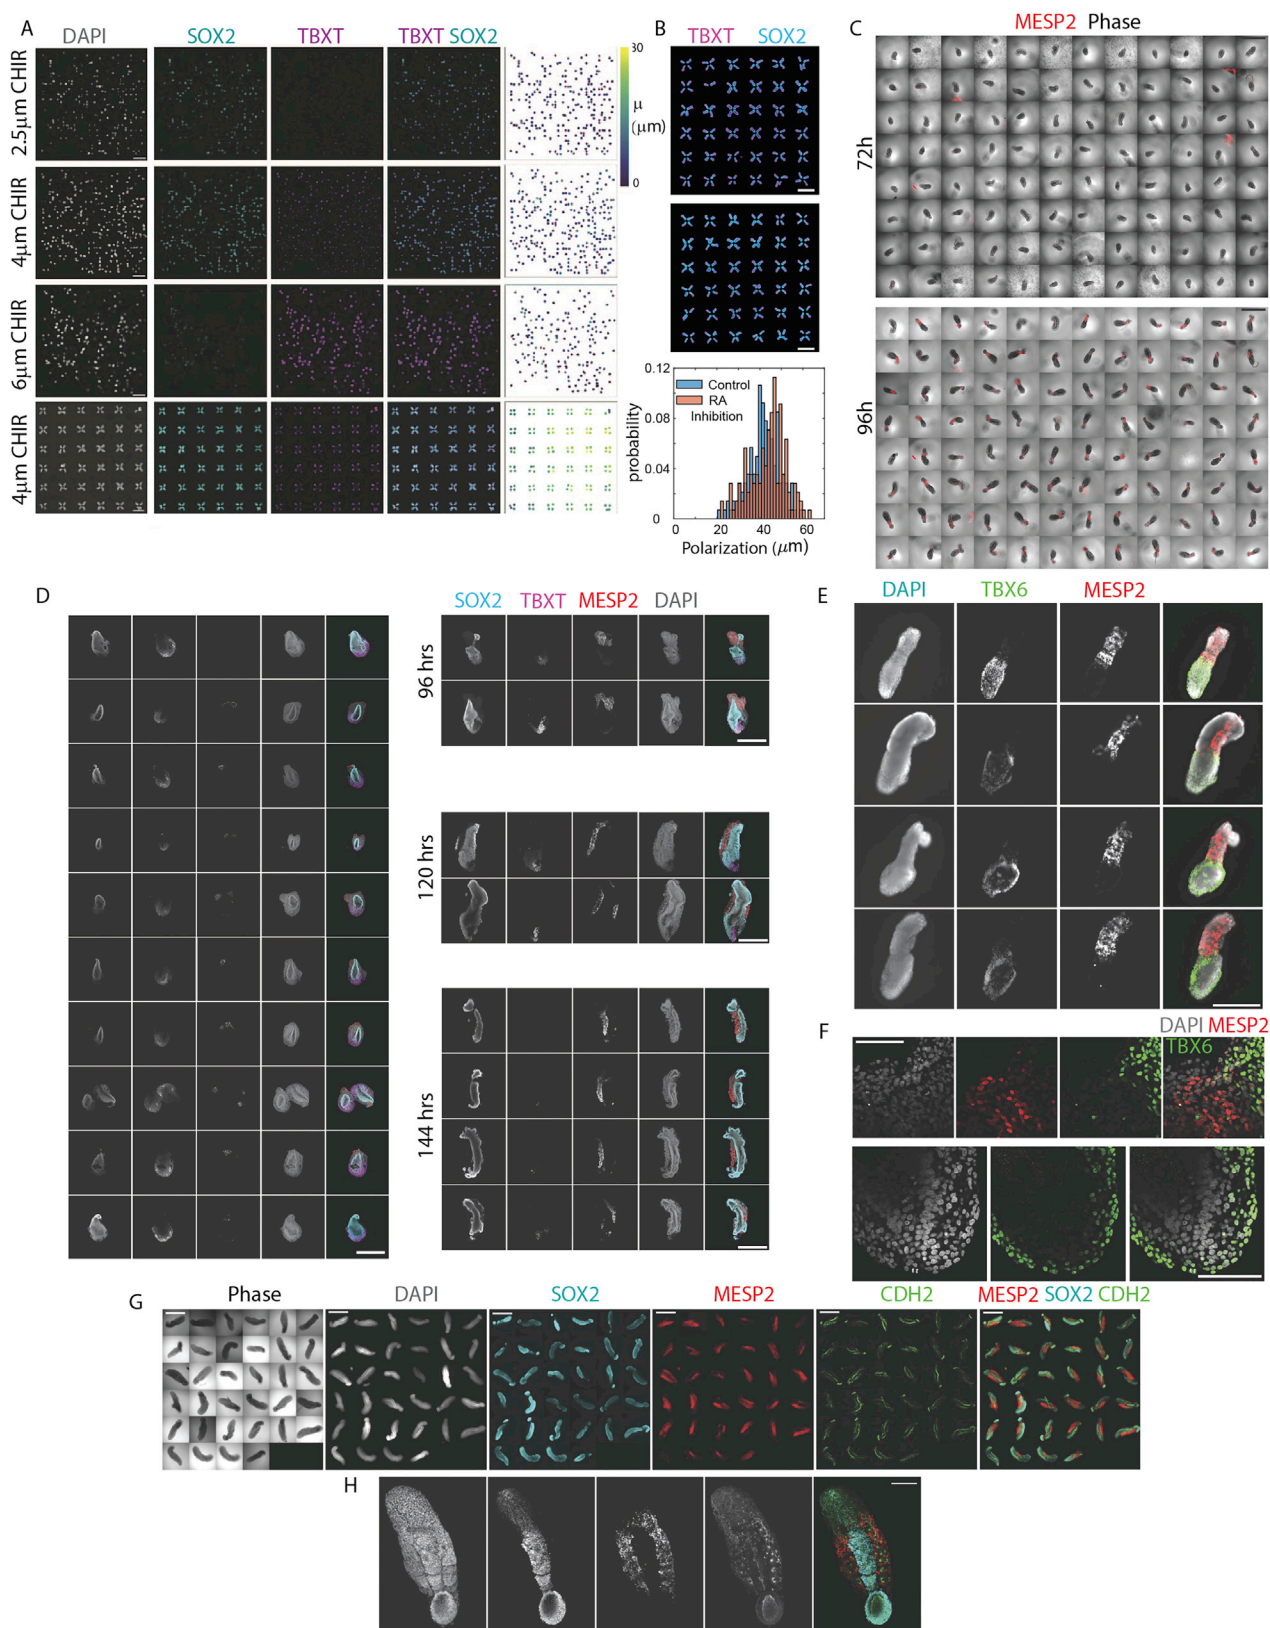 A
DAPI
SOX2
TBXT
TBXT SOX2
2.5µm CHIR
4µm CHIR
6µm CHIR
4µm CHIR
30
µ
(µm)
0
B
TBXT SOX2
0.12
0.08
0.04
0
probability
Control
RA
Inhibition
0 20 40 60
Polarization (µm)
C
MESP2 Phase
72h
96h
D
SOX2 TBXT MESP2 DAPI
96 hrs
120 hrs
144 hrs
E
DAPI TBX6 MESP2
F
DAPI MESP2
TBX6
G
Phase DAPI SOX2 MESP2 CDH2 MESP2 SOX2 CDH2
H